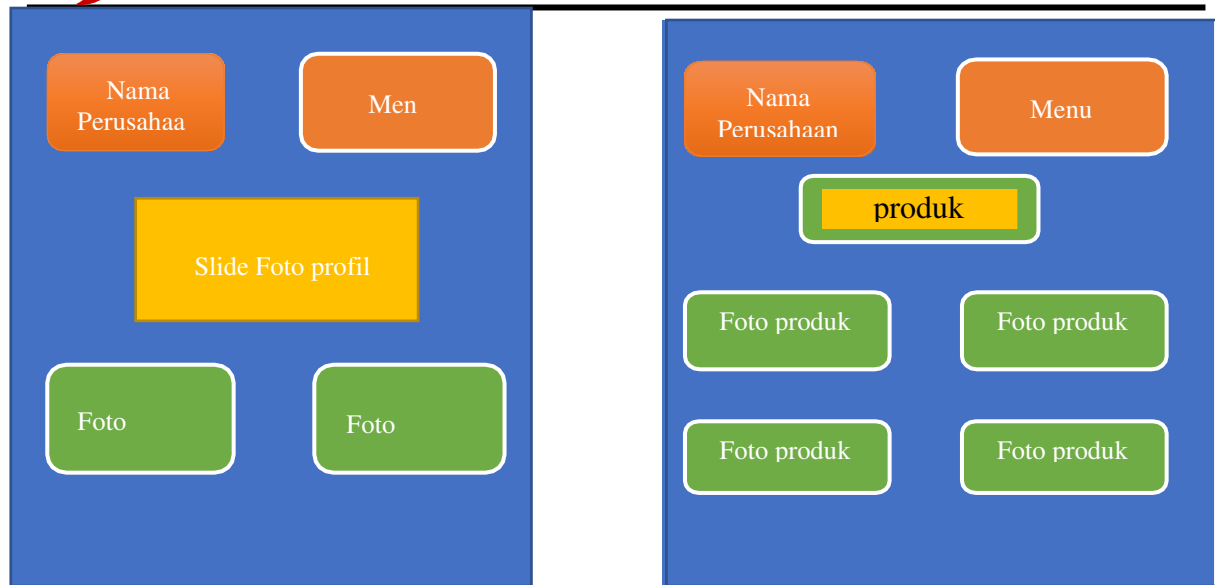 Nama
Perusahaa
Men
Slide Foto profil
Foto
Foto
Nama
Perusahaan
Menu
produk
Foto produk
Foto produk
Foto produk
Foto produk